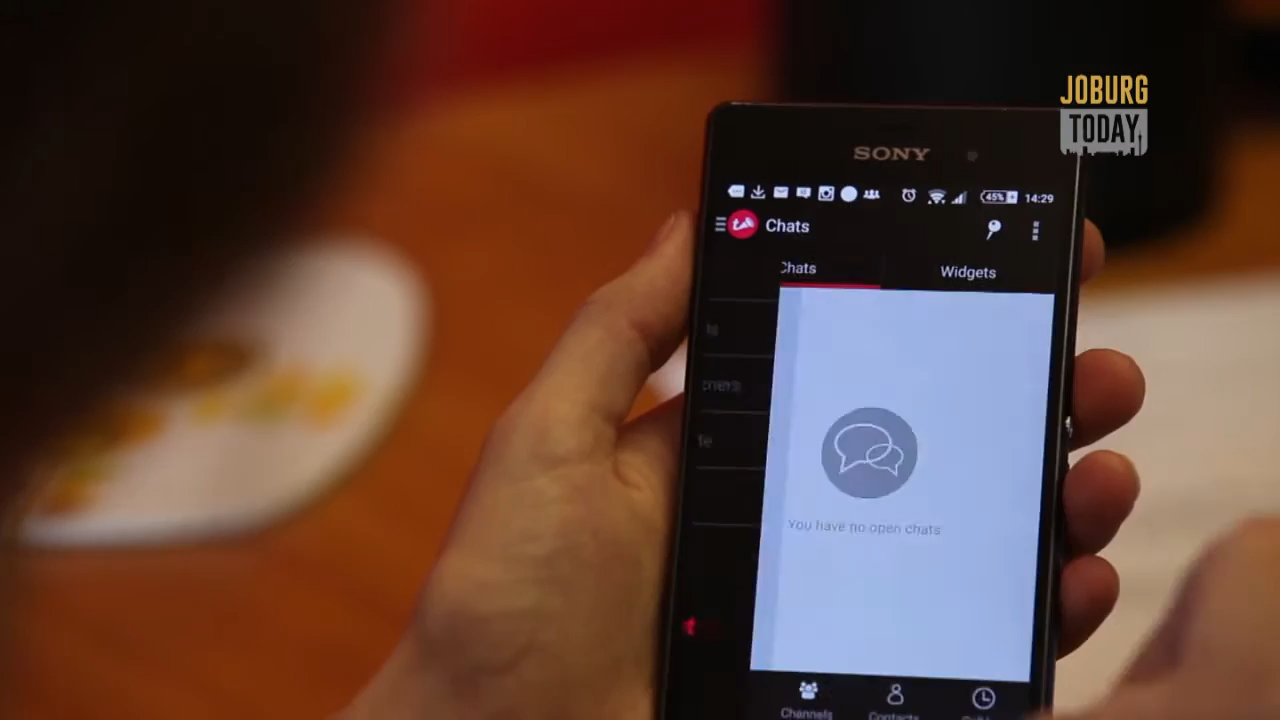 JOBURG
TODAY
SONY
45%
14:29
Chats
Chats
Widgets
You have no open chats
Channels
Contacts